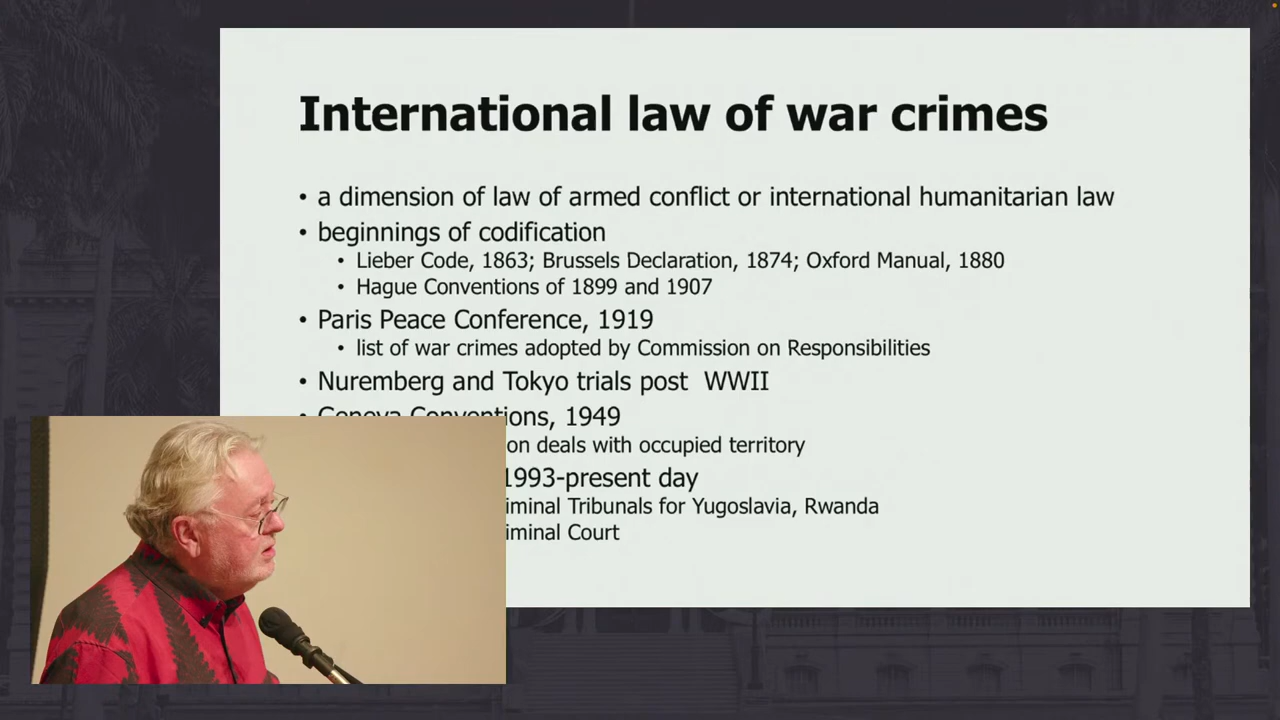 International law of war crimes
• a dimension of law of armed conflict or international humanitarian law
• beginnings of codification
• Lieber Code, 1863; Brussels Declaration, 1874; Oxford Manual, 1880
• Hague Conventions of 1899 and 1907
• Paris Peace Conference, 1919
• list of war crimes adopted by Commission on Responsibilities
• Nuremberg and Tokyo trials post WWII
• Geneva Conventions, 1949
on deals with occupied territory
1993-present day
iminal Tribunals for Yugoslavia, Rwanda
iminal Court